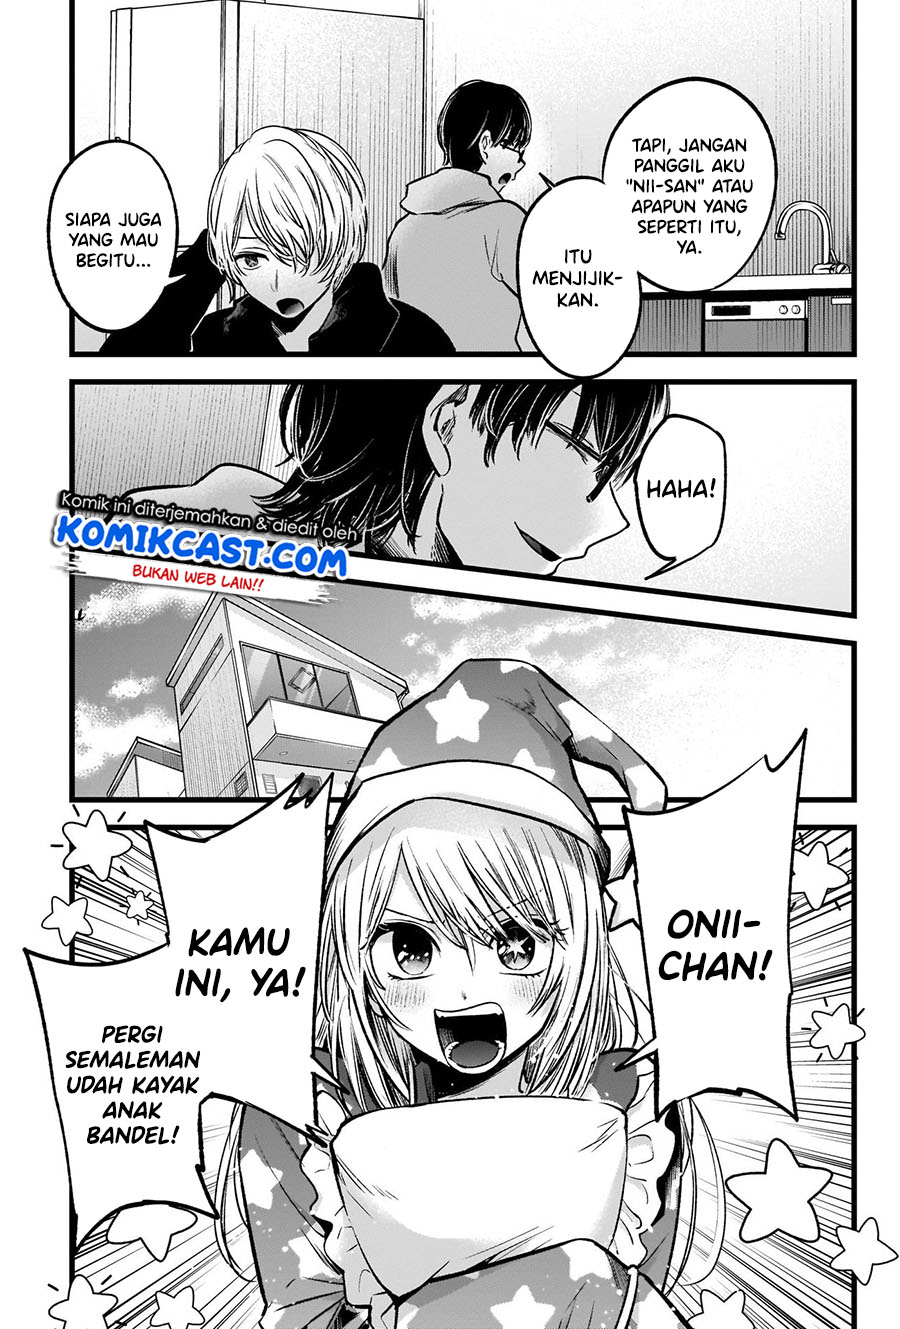 TAPI, JANGAN
PANGGIL AKU
"NII-SAN" ATAU
APAPUN YANG
SEPERTI ITU,
YA.
ITU
MENJIJIK-
KAN.
SIAPA JUGA
YANG MAU
BEGITU...
HAHA!
Komik ini diterjemahkan & diedit oleh
KOMIKCAST.COM
BUKAN WEB LAIN!!
ONII-
CHAN!
KAMU
INI, YA!
PERGI
SEMALEMAN
UDAH KAYAK
ANAK
BANDEL!